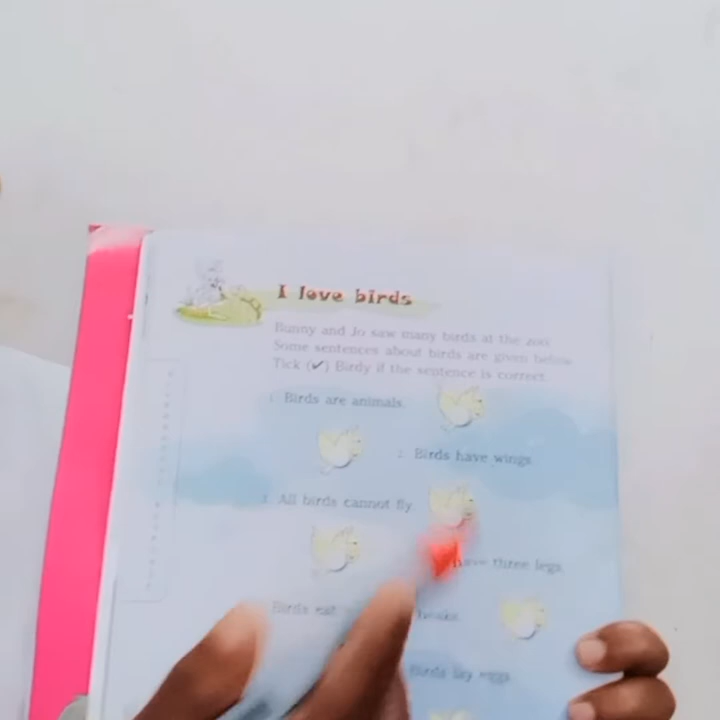 I love birds
Bunny and Jo saw many birds at the zoo.
Some sentences about birds are given below.
Tick (✔) Birdy if the sentence is correct.
1. Birds are animals.
2. Birds have wings.
3. All birds cannot fly.
have three legs.
Birds eat
beaks.
Birds lay eggs.